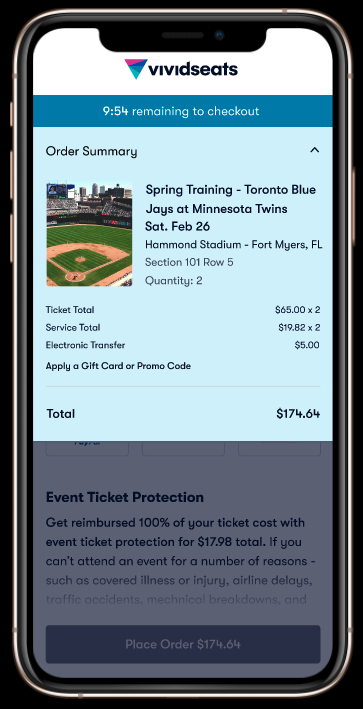 vividseats
9:54 remaining to checkout
Order Summary
Spring Training - Toronto Blue
Jays at Minnesota Twins
Sat. Feb 26
Hammond Stadium - Fort Myers, FL
Section 101 Row 5
Quantity: 2
Ticket Total $65.00 x 2
Service Total $19.82 x 2
Electronic Transfer $5.00
Apply a Gift Card or Promo Code
Total $174.64
PayPal
Event Ticket Protection
Get reimbursed 100% of your ticket cost with
event ticket protection for $17.98 total. If you
can't attend an event for a number of reasons -
such as covered illness or injury, airline delays,
traffic accidents, mechnical breakdowns, and
Place Order $174.64